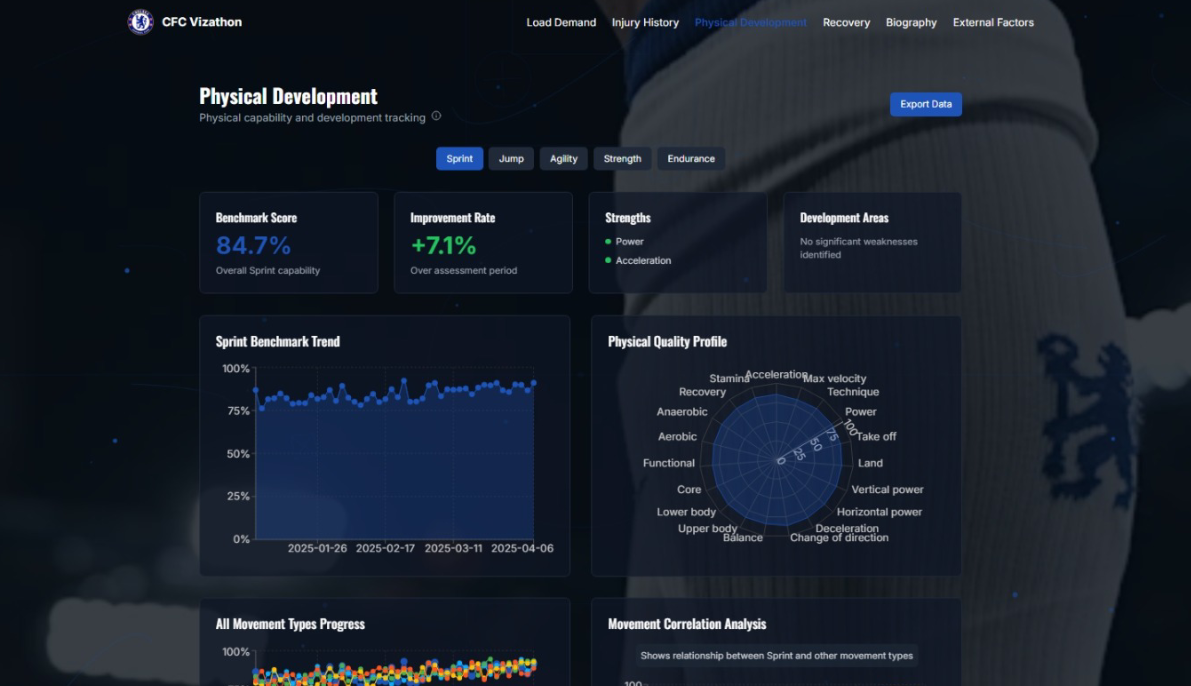 CFC Vizathon
Load Demand Injury History Physical Development Recovery Biography External Factors
Physical Development
Physical capability and development tracking
Export Data
Sprint Jump Agility Strength Endurance
Benchmark Score
84.7%
Overall Sprint capability
Improvement Rate
+7.1%
Over assessment period
Strengths
Power
Acceleration
Development Areas
No significant weaknesses
identified
Sprint Benchmark Trend
100%
75%
50%
25%
0%
2025-01-26 2025-02-17 2025-03-11 2025-04-06
Physical Quality Profile
Acceleration
Max velocity
Technique
Power
Take off
Land
Vertical power
Horizontal power
Deceleration
Change of direction
Balance
Upper body
Lower body
Core
Functional
Aerobic
Anaerobic
Recovery
Stamina
0 25 50 75 100
All Movement Types Progress
100%
Movement Correlation Analysis
Shows relationship between Sprint and other movement types
100